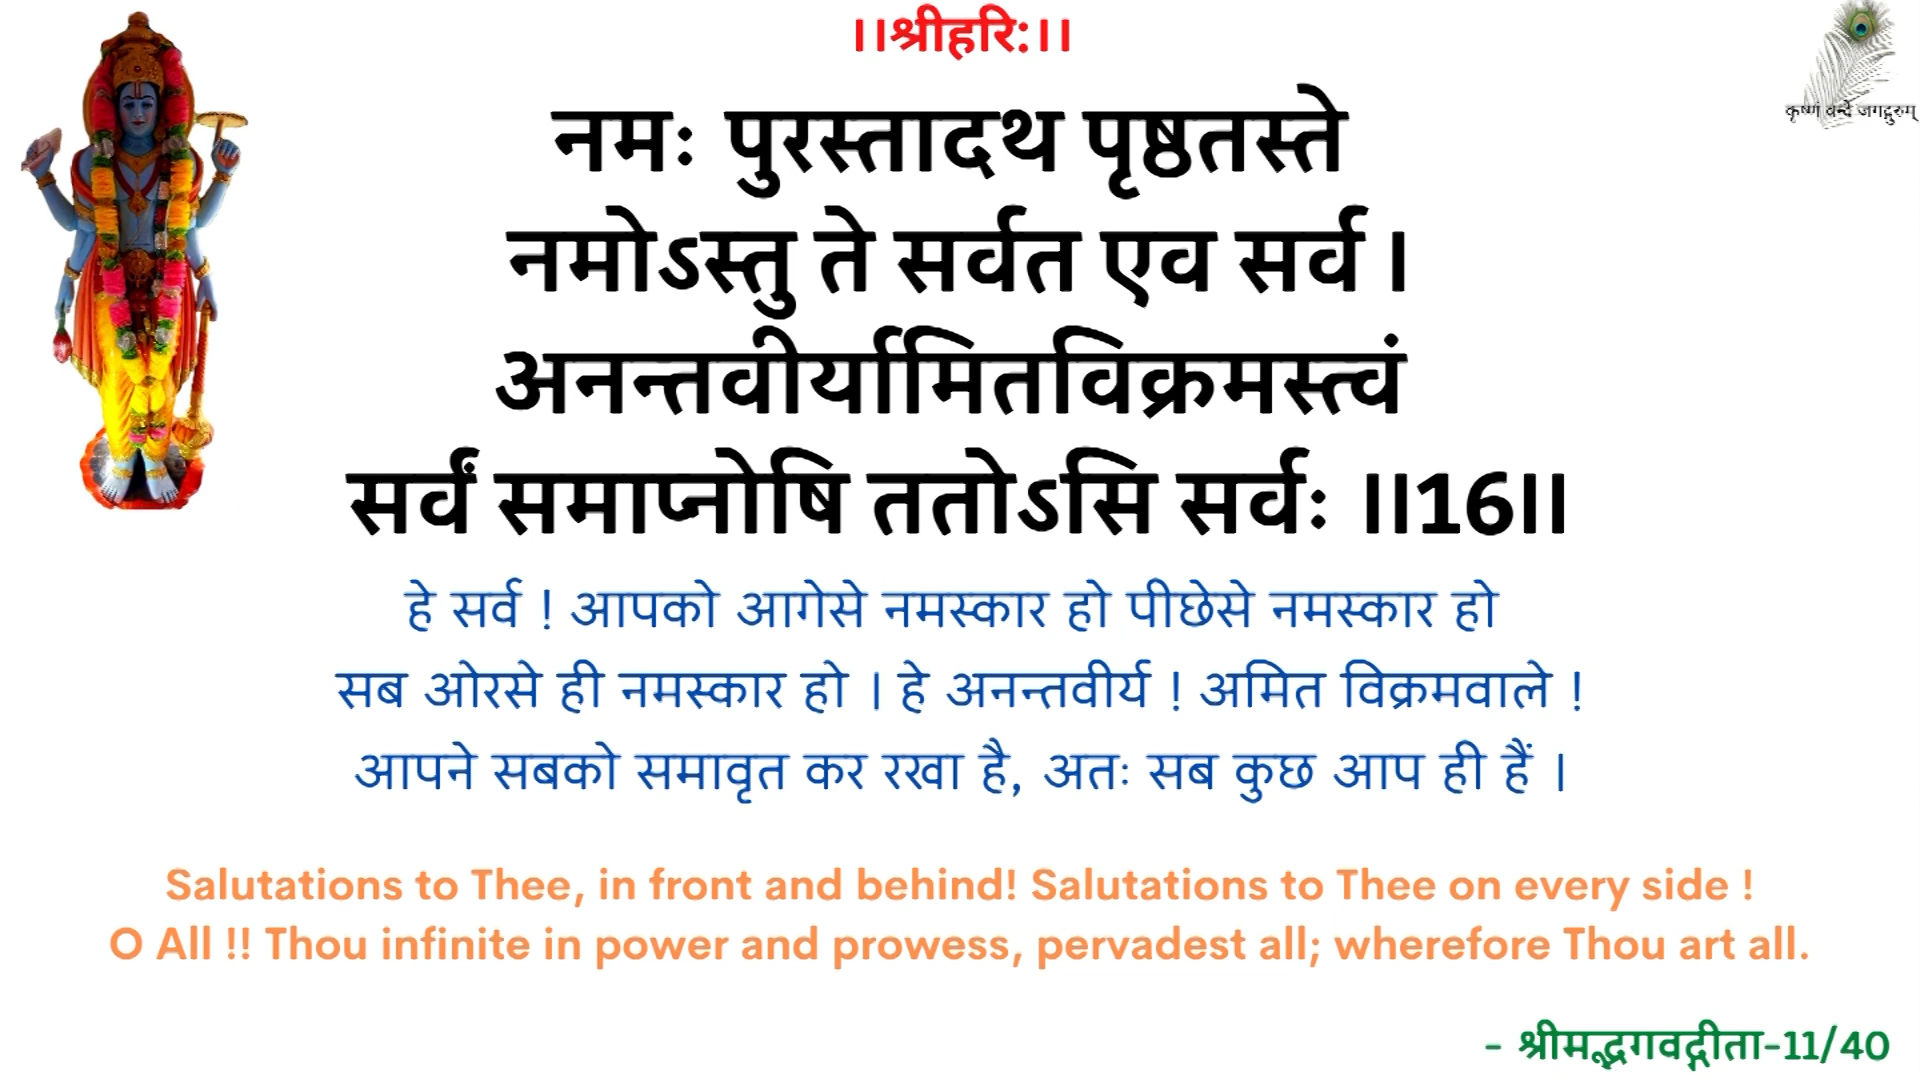 ।।श्रीहरि:।।
कृष्णं वन्दे जगद्गुरुम्
नमः पुरस्तादथ पृष्ठतस्ते
नमोऽस्तु ते सर्वत एव सर्व।
अनन्तवीर्यामितविक्रमस्त्वं
सर्वं समाप्नोषि ततोऽसि सर्वः ॥16॥
हे सर्व ! आपको आगेसे नमस्कार हो पीछेसे नमस्कार हो
सब ओरसे ही नमस्कार हो । हे अनन्तवीर्य ! अमित विक्रमवाले !
आपने सबको समावृत कर रखा है, अतः सब कुछ आप ही हैं ।
Salutations to Thee, in front and behind! Salutations to Thee on every side !
O All !! Thou infinite in power and prowess, pervadest all; wherefore Thou art all.
- श्रीमद्भगवद्गीता-11/40